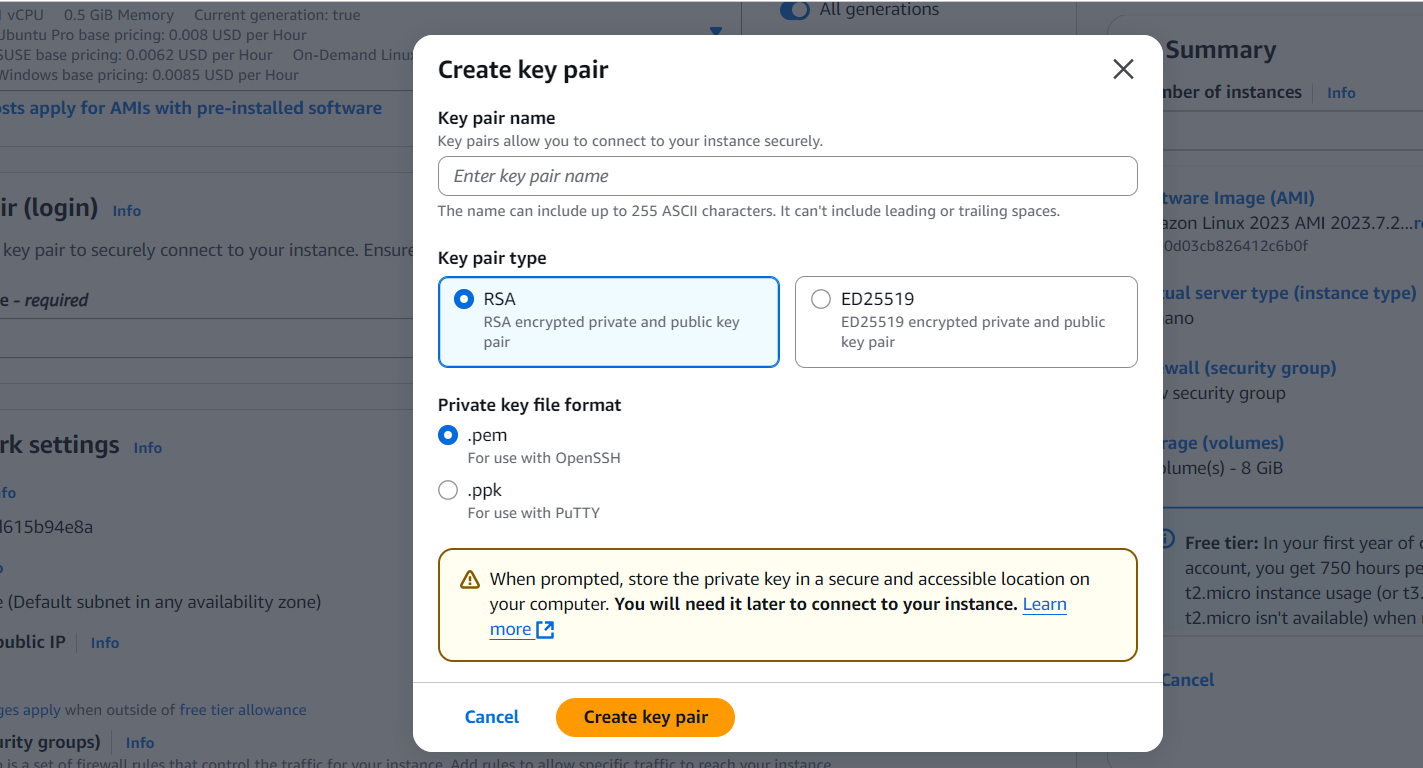 vCPU 0.5 GiB Memory Current generation: true
Ubuntu Pro base pricing: 0.008 USD per Hour
SUSE base pricing: 0.0062 USD per Hour On-Demand Linu
Windows base pricing: 0.0085 USD per Hour
osts apply for AMIs with pre-installed software
ir (login) Info
key pair to securely connect to your instance. Ensure
e - required
rk settings Info
nfo
d615b94e8a
e (Default subnet in any availability zone)
public IP Info
ges apply when outside of free tier allowance
urity groups) Info
is a set of firewall rules that control the traffic for your instance. Add rules to allow specific traffic to reach your instance.
All generations
Create key pair
Key pair name
Key pairs allow you to connect to your instance securely.
Enter key pair name
The name can include up to 255 ASCII characters. It can't include leading or trailing spaces.
Key pair type
RSA
RSA encrypted private and public key
pair
ED25519
ED25519 encrypted private and public
key pair
Private key file format
.pem
For use with OpenSSH
.ppk
For use with PuTTY
When prompted, store the private key in a secure and accessible location on
your computer. You will need it later to connect to your instance. Learn
more
Cancel
Create key pair
Summary
nber of instances Info
tware Image (AMI)
azon Linux 2023 AMI 2023.7.2...r
0d03cb826412c6b0f
tual server type (instance type)
ano
wall (security group)
v security group
rage (volumes)
olume(s) - 8 GiB
Free tier: In your first year of
account, you get 750 hours pe
t2.micro instance usage (or t3.
t2.micro isn't available) when
Cancel